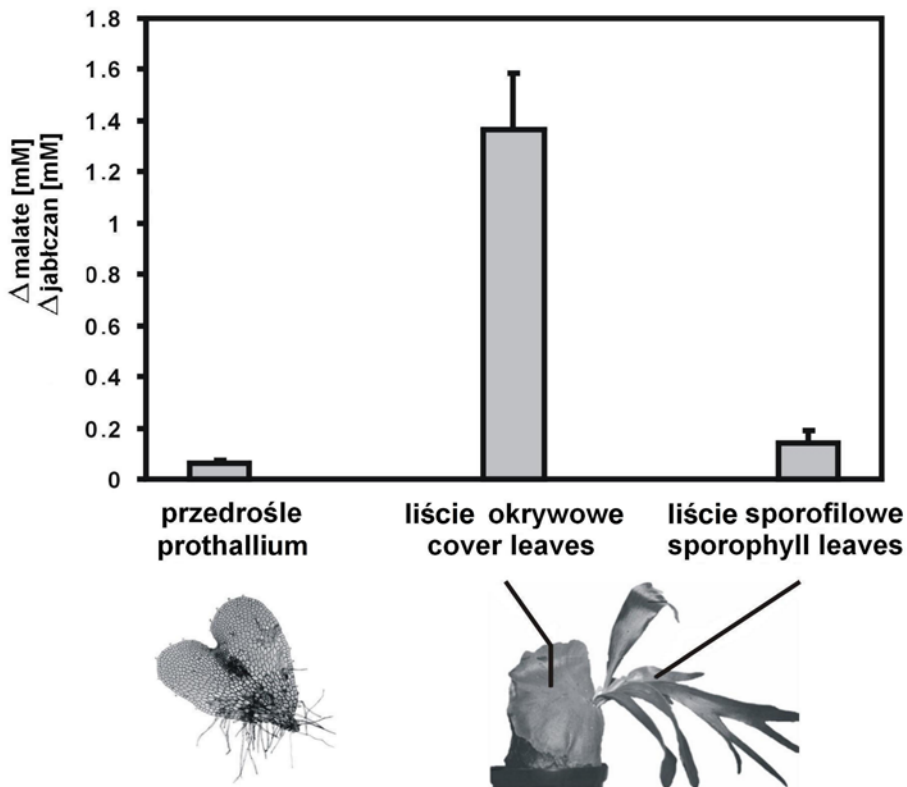 1.8
1.6
1.4
1.2
1
0.8
0.6
0.4
0.2
0
Δ malate [mM]
Δ jabłczan [mM]
przedrośle
prothallium
liście okrywowe
cover leaves
liście sporofilowe
sporophyll leaves